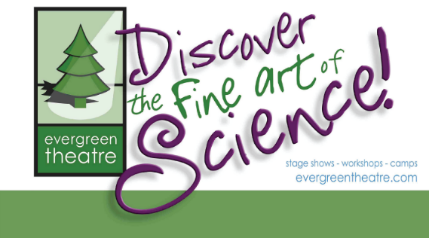 evergreen
theatre
Discover
the Fine art of
Science!
stage shows - workshops - camps
evergreentheatre.com